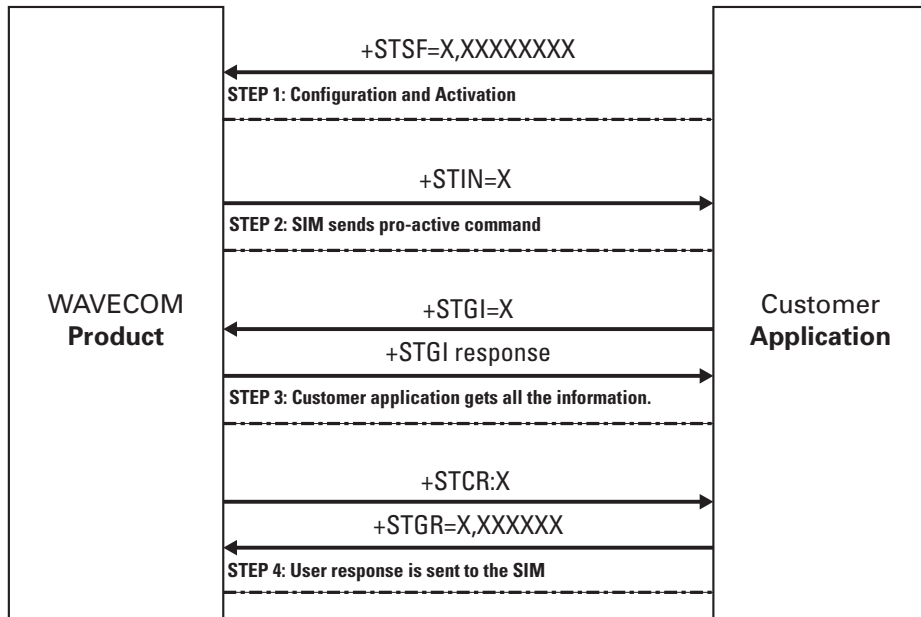 +STSF=X,XXXXXXXX
STEP 1: Configuration and Activation
+STIN=X
STEP 2: SIM sends pro-active command
WAVECOM
Product
Customer
Application
+STGI=X
+STGI response
STEP 3: Customer application gets all the information.
+STCR:X
+STGR=X,XXXXXX
STEP 4: User response is sent to the SIM